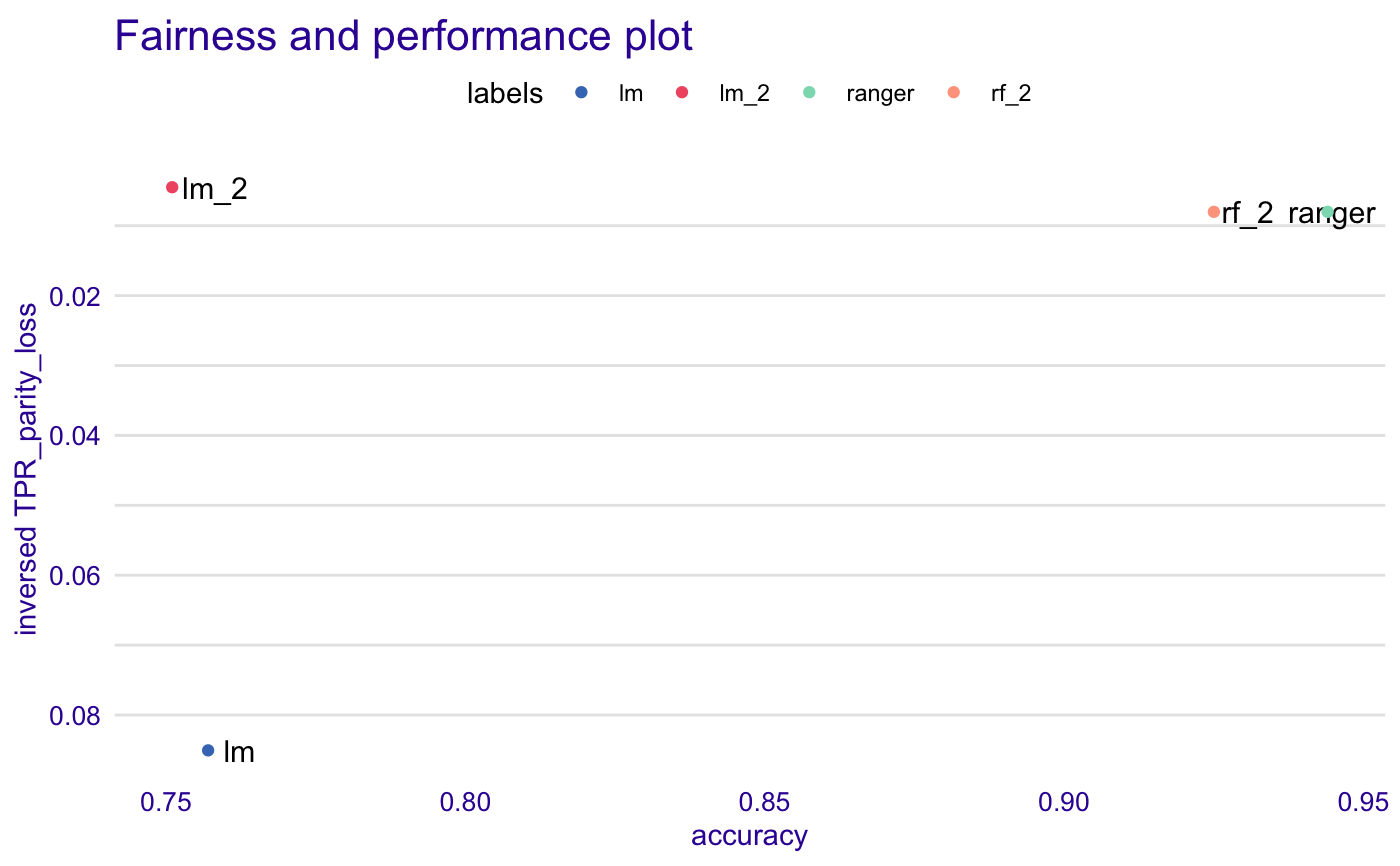 Fairness and performance plot
labels lm lm_2 ranger rf_2
lm_2
rf_2 ranger
0.02
0.04
0.06
0.08
inversed TPR_parity_loss
lm
0.75 0.80 0.85 0.90 0.95
accuracy